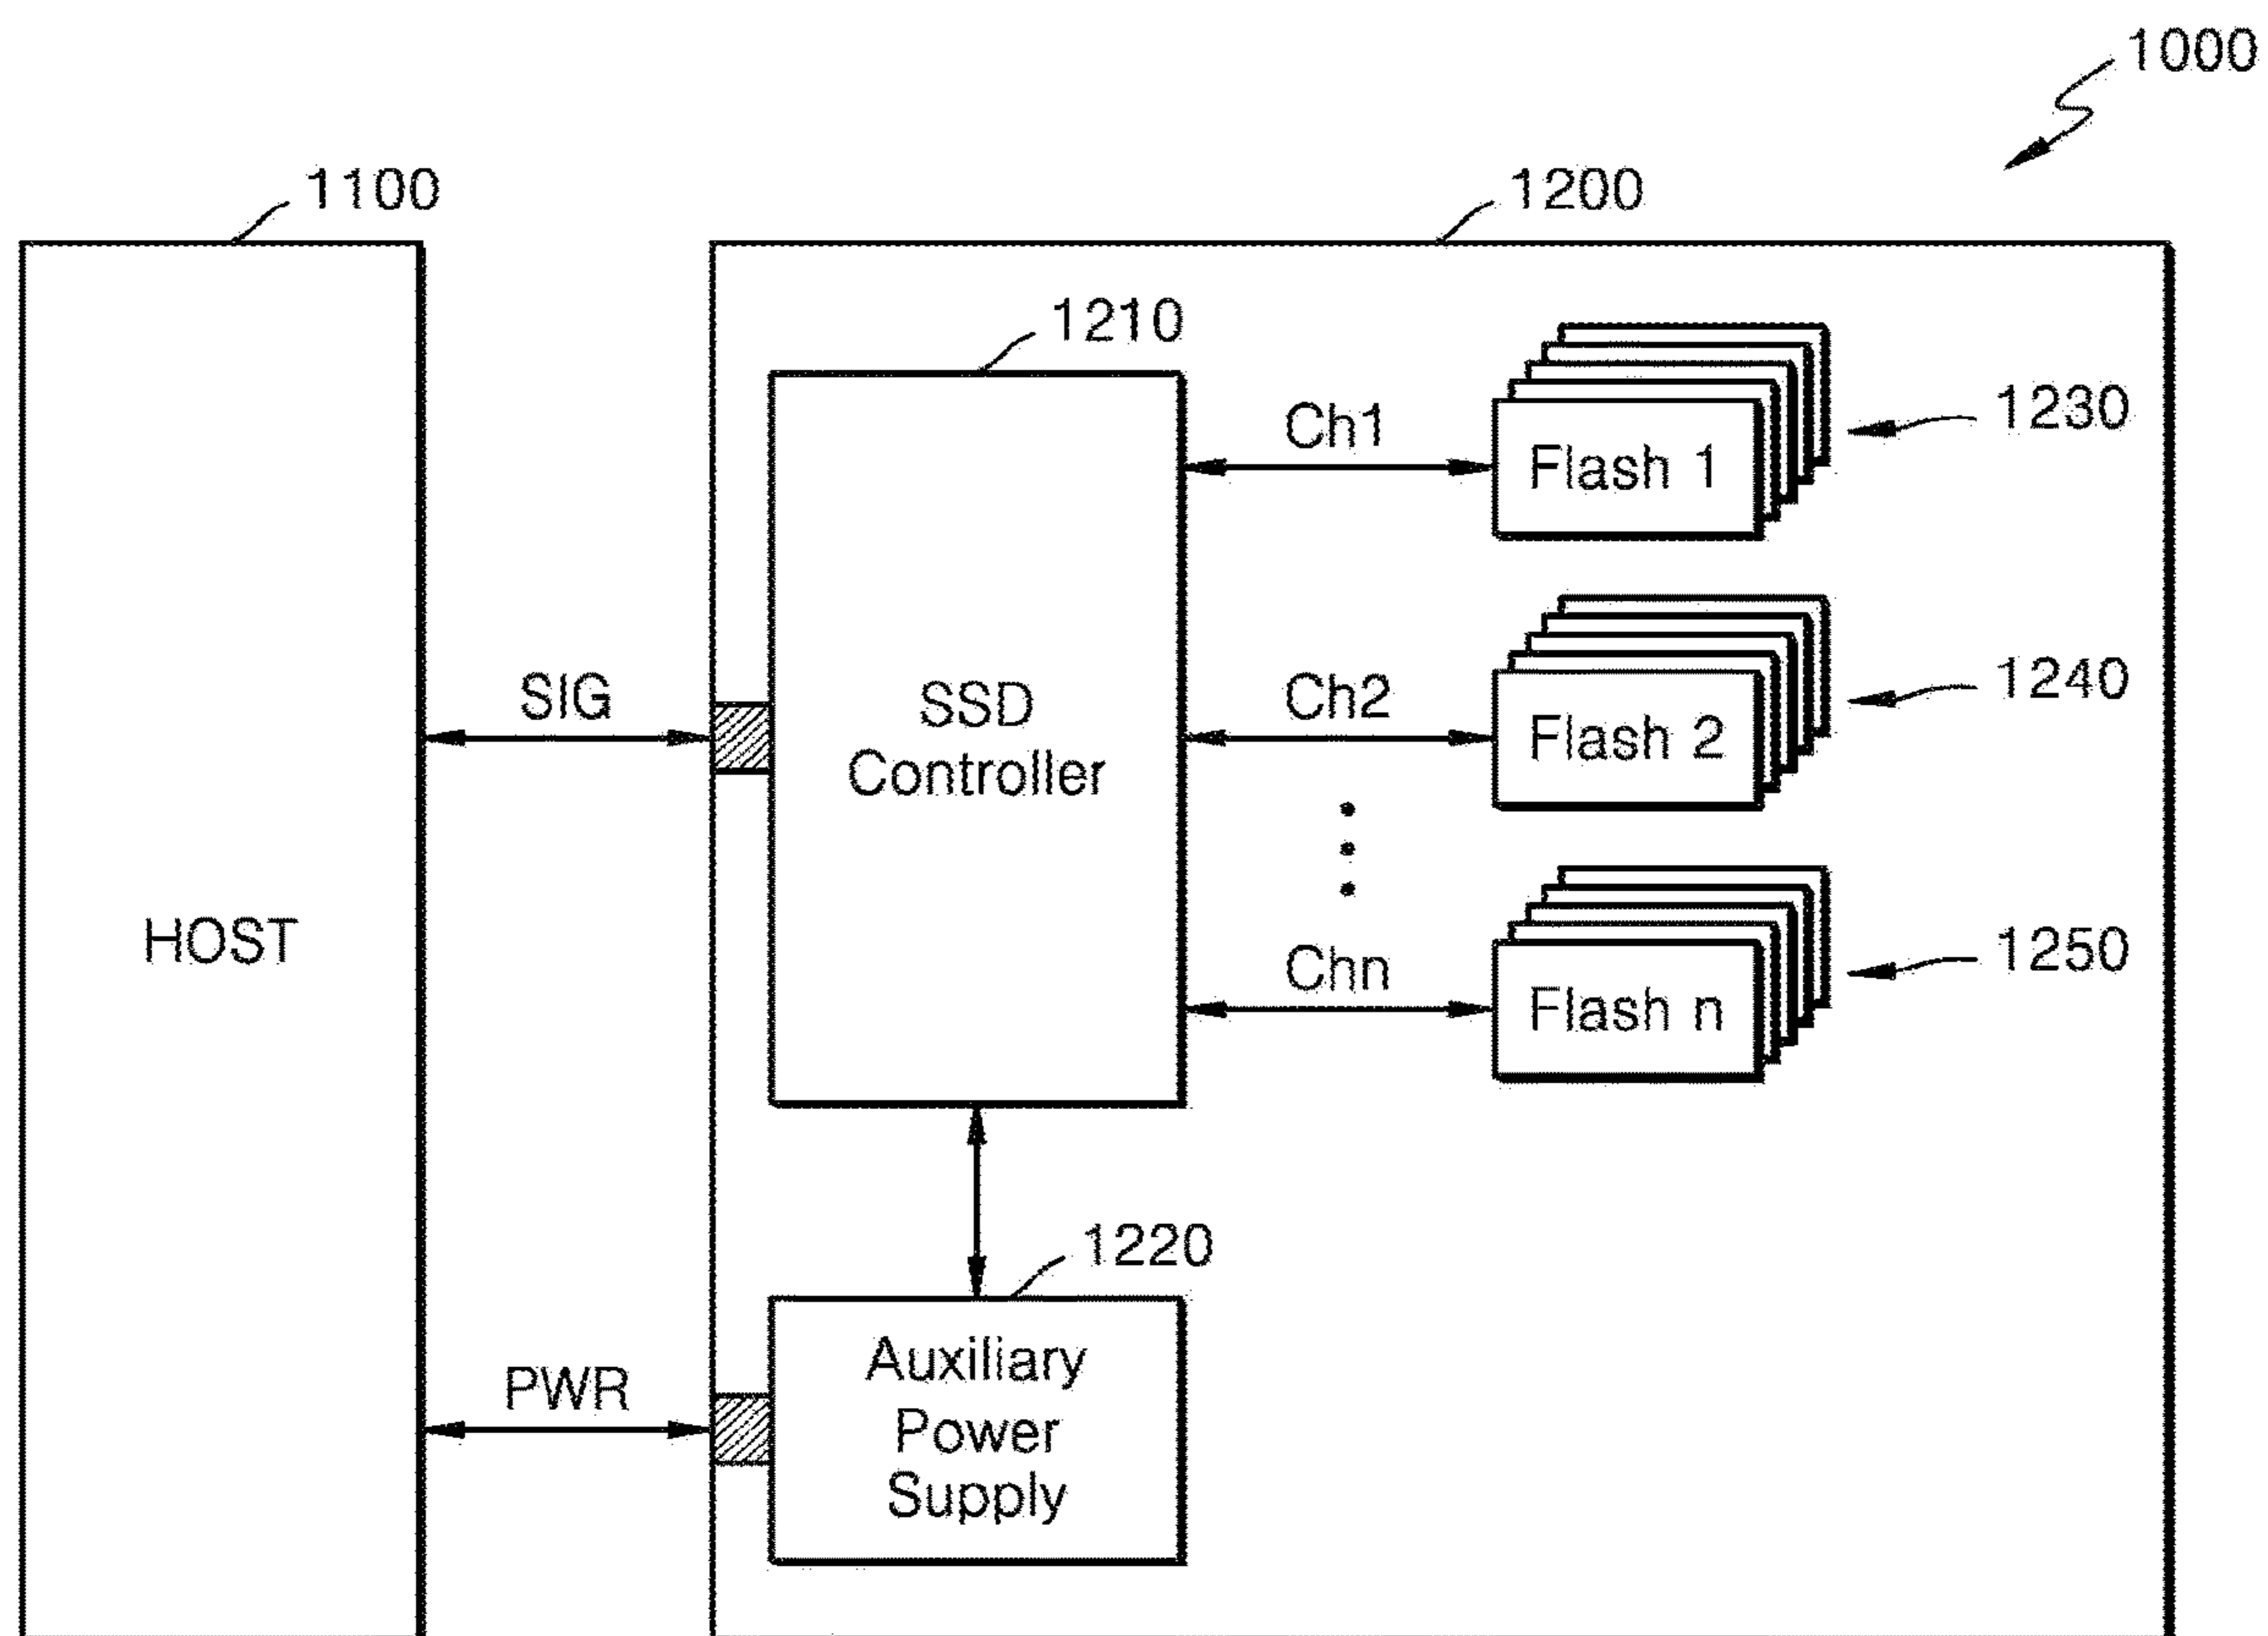 1000
1100
1200
1210
Ch1
Flash 1
1230
SIG
SSD
Controller
Ch2
Flash 2
1240
HOST
Chn
Flash n
1250
1220
PWR
Auxiliary
Power
Supply